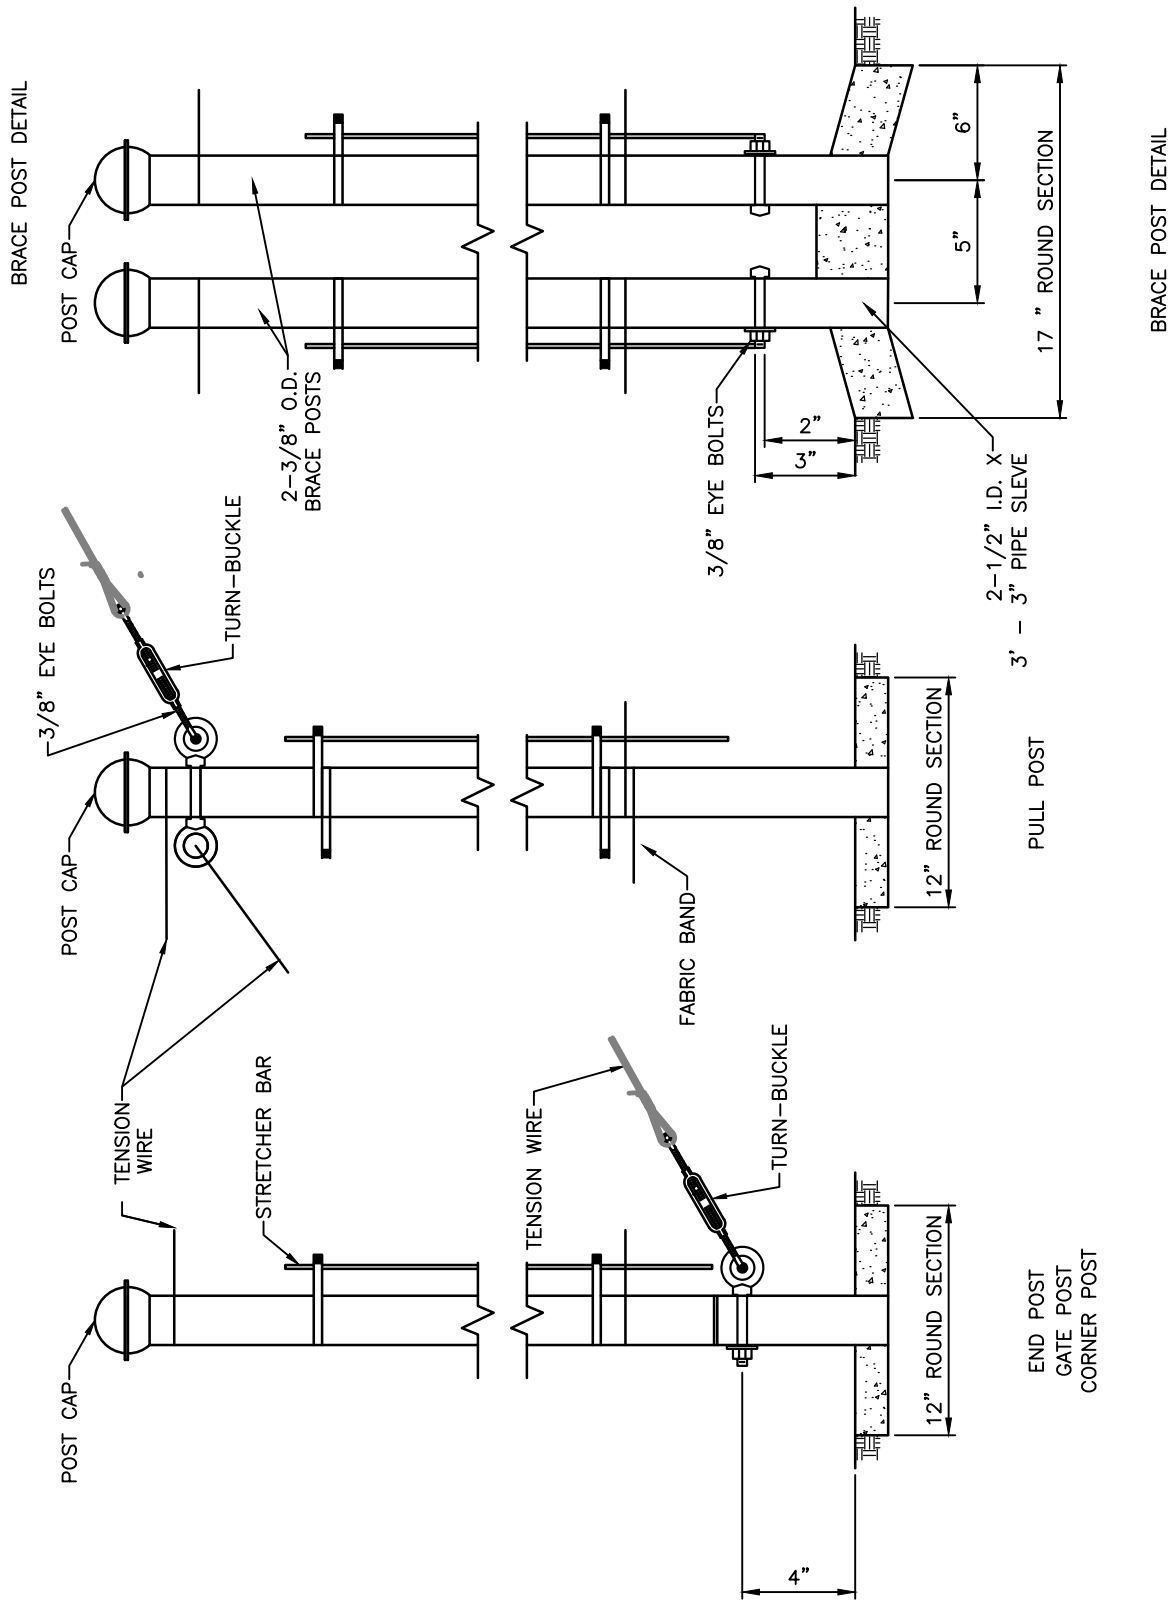 BRACE POST DETAIL
POST CAP
2-3/8" O.D.
BRACE POSTS
3/8" EYE BOLTS
2"
3"
6"
5"
17 " ROUND SECTION
2-1/2" I.D. X
3' - 3" PIPE SLEVE
BRACE POST DETAIL
3/8" EYE BOLTS
TURN-BUCKLE
POST CAP
FABRIC BAND
12" ROUND SECTION
PULL POST
TENSION
WIRE
STRETCHER BAR
TENSION WIRE
TURN-BUCKLE
POST CAP
12" ROUND SECTION
4"
END POST
GATE POST
CORNER POST